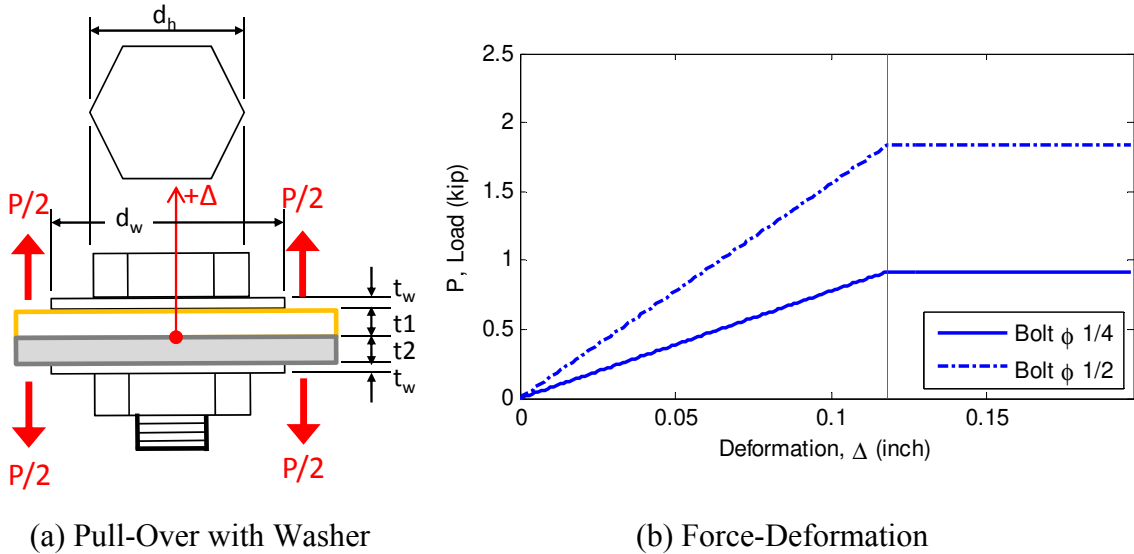 d_h
+Δ
P/2
P/2
d_w
t_w
t1
t2
t_w
P/2
P/2
(a) Pull-Over with Washer
2.5
2
1.5
1
0.5
0
P, Load (kip)
Bolt ϕ 1/4
Bolt ϕ 1/2
0
0.05
0.1
0.15
Deformation, Δ (inch)
(b) Force-Deformation